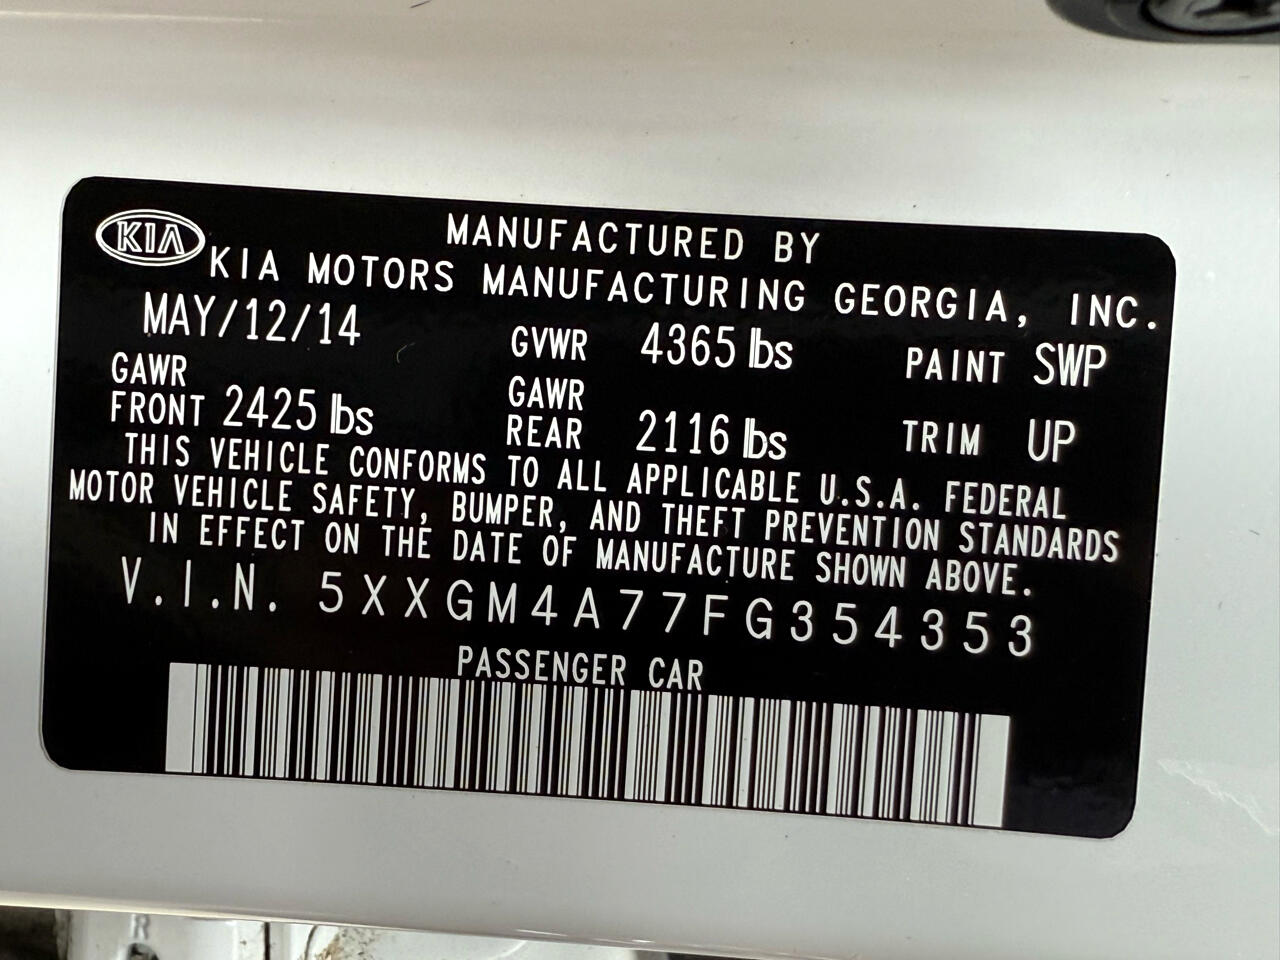 KIA
MANUFACTURED BY
KIA MOTORS MANUFACTURING GEORGIA, INC.
MAY/12/14 GVWR 4365 lbs PAINT SWP
GAWR FRONT 2425 lbs GAWR REAR 2116 lbs TRIM UP
THIS VEHICLE CONFORMS TO ALL APPLICABLE U.S.A. FEDERAL
MOTOR VEHICLE SAFETY, BUMPER, AND THEFT PREVENTION STANDARDS
IN EFFECT ON THE DATE OF MANUFACTURE SHOWN ABOVE.
V.I.N. 5XXGM4A77FG354353
PASSENGER CAR
R